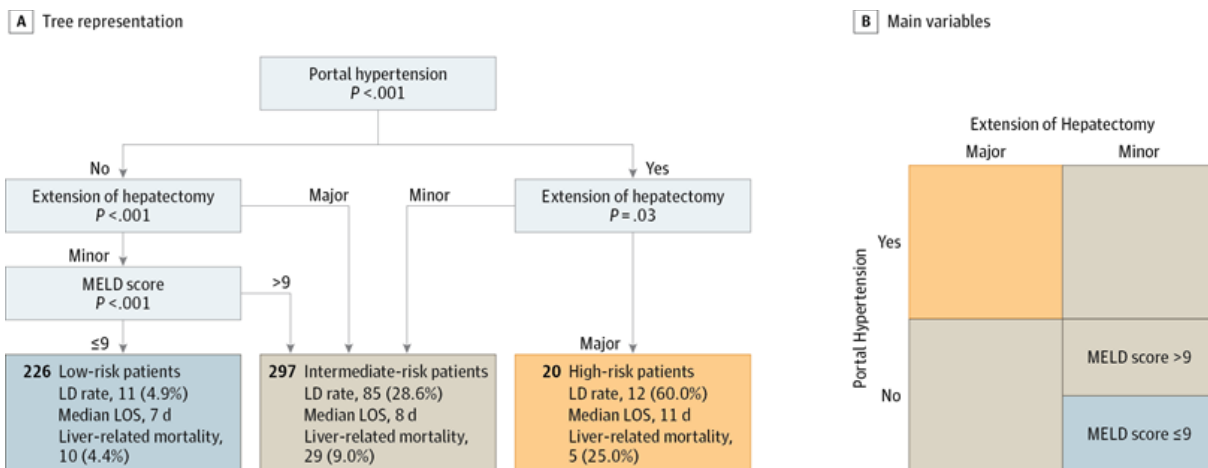 A Tree representation
Portal hypertension
P <.001
No
Yes
Extension of hepatectomy
P <.001
Major
Minor
Extension of hepatectomy
P = .03
Minor
MELD score
P <.001
>9
≤9
Major
226 Low-risk patients
LD rate, 11 (4.9%)
Median LOS, 7 d
Liver-related mortality,
10 (4.4%)
297 Intermediate-risk patients
LD rate, 85 (28.6%)
Median LOS, 8 d
Liver-related mortality,
29 (9.0%)
20 High-risk patients
LD rate, 12 (60.0%)
Median LOS, 11 d
Liver-related mortality,
5 (25.0%)
B Main variables
Extension of Hepatectomy
Major
Minor
Portal Hypertension
Yes
No
MELD score >9
MELD score ≤9